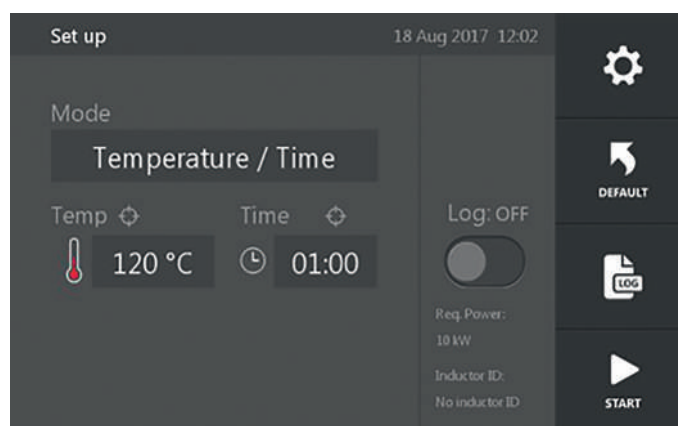 Set up
18 Aug 2017 12:02
Mode
Temperature / Time
Temp
Time
120 °C
01:00
Log: OFF
Req. Power:
10 kW
Inductor ID:
No inductor ID
DEFAULT
LOG
START